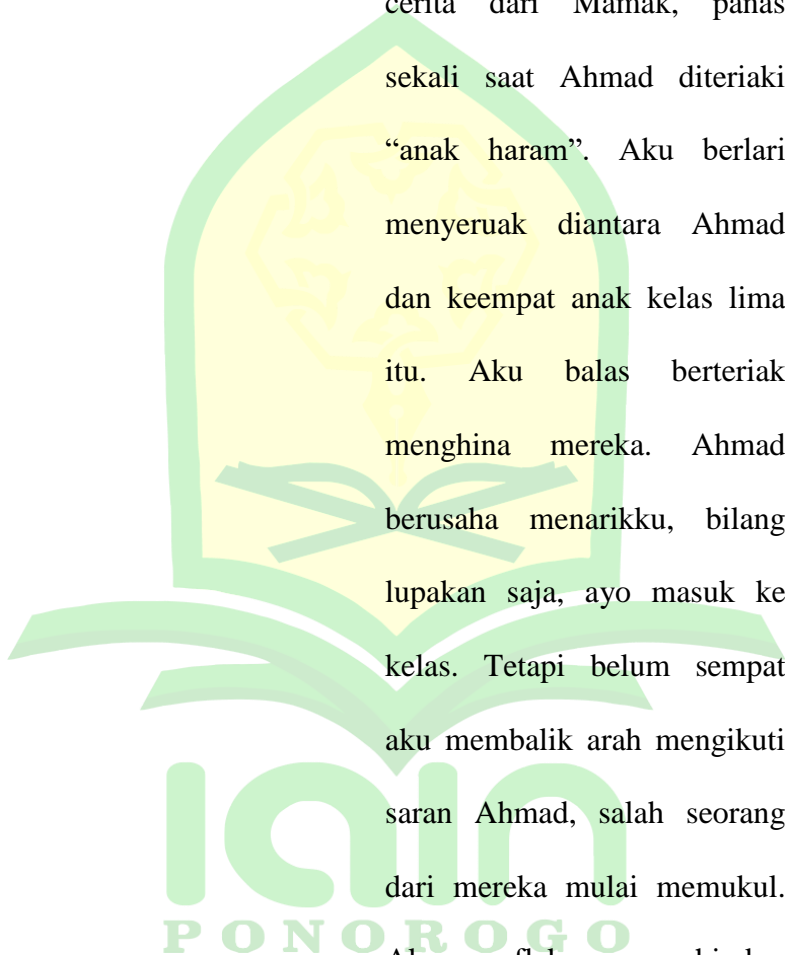 cerita dari Mamak, panas
sekali saat Ahmad diteriaki
“anak haram”. Aku berlari
menyeruak diantara Ahmad
dan keempat anak kelas lima
itu. Aku balas berteriak
menghina mereka. Ahmad
berusaha menarikku, bilang
lupakan saja, ayo masuk ke
kelas. Tetapi belum sempat
aku membalik arah mengikuti
saran Ahmad, salah seorang
dari mereka mulai memukul.
iain
PONOROGO